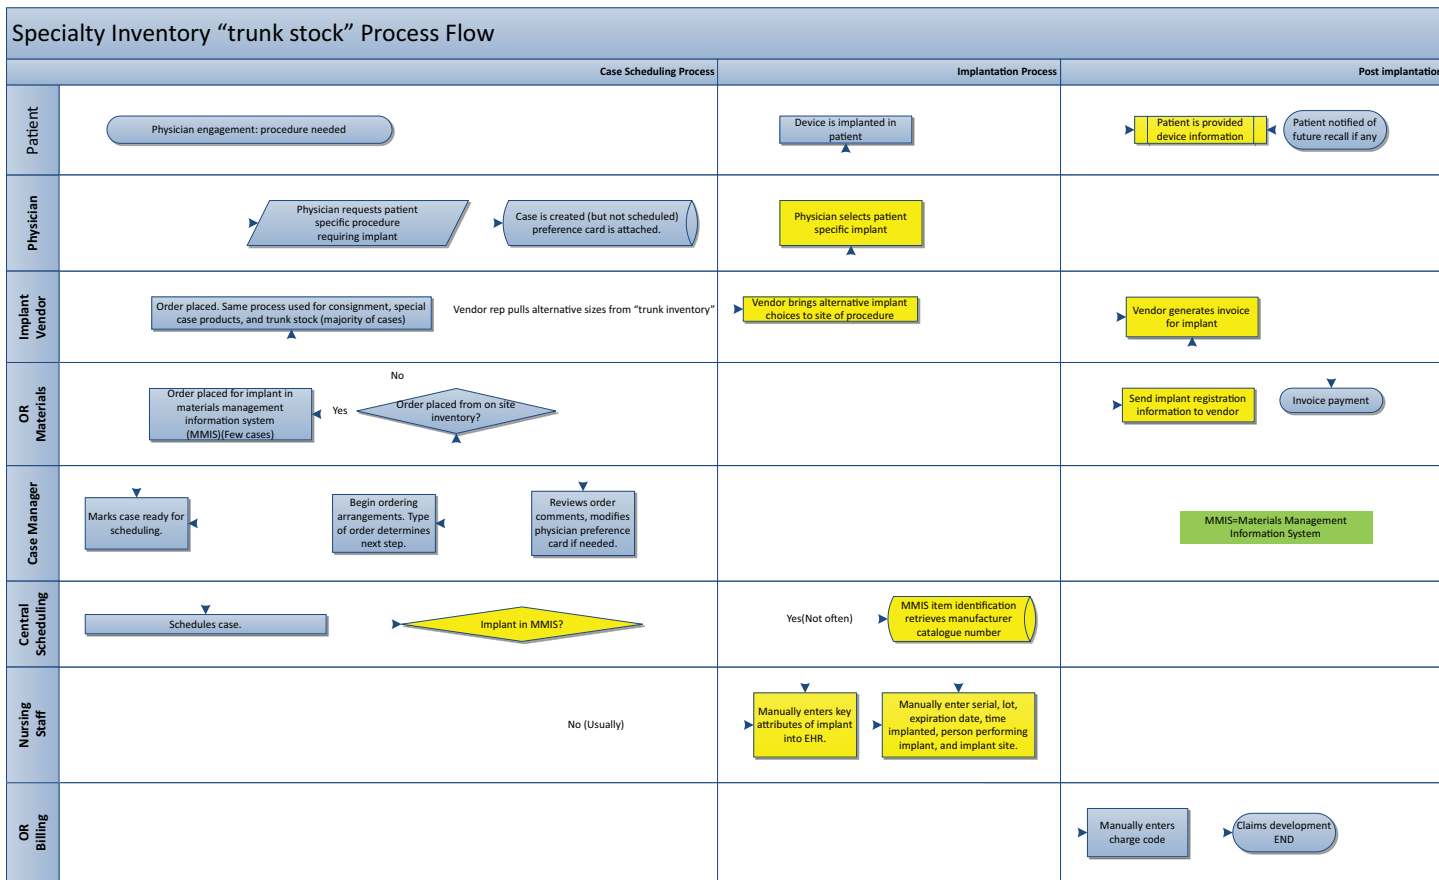 Specialty Inventory “trunk stock” Process Flow
Case Scheduling Process
Implantation Process
Post implantation
Patient
Physician engagement: procedure needed
Device is implanted in
patient
Patient is provided
device information
Patient notified of
future recall if any
Physician
Physician requests patient
specific procedure
requiring implant
Case is created (but not scheduled)
preference card is attached.
Physician selects patient
specific implant
Implant
Vendor
Order placed. Same process used for consignment, special
case products, and trunk stock (majority of cases)
Vendor rep pulls alternative sizes from “trunk inventory”
Vendor brings alternative implant
choices to site of procedure
Vendor generates invoice
for implant
OR
Materials
Order placed for implant in
materials management
information system
(MMIS)(Few cases)
Yes
No
Order placed from on site
inventory?
Send implant registration
information to vendor
Invoice payment
Case Manager
Marks case ready for
scheduling.
Begin ordering
arrangements. Type
of order determines
next step.
Reviews order
comments, modifies
physician preference
card if needed.
MMIS=Materials Management
Information System
Central
Scheduling
Schedules case.
Implant in MMIS?
Yes(Not often)
MMIS item identification
retrieves manufacturer
catalogue number
Nursing
Staff
No (Usually)
Manually enters key
attributes of implant
into EHR.
Manually enter serial, lot,
expiration date, time
implanted, person performing
implant, and implant site.
OR
Billing
Manually enters
charge code
Claims development
END